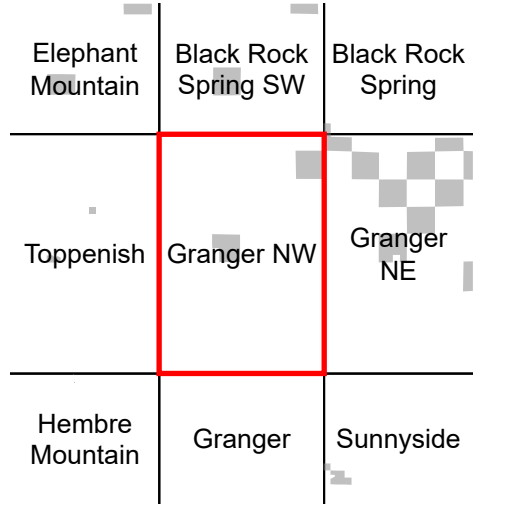 Elephant
Mountain
Black Rock
Spring SW
Black Rock
Spring
Toppenish
Granger NW
Granger
NE
Hembre
Mountain
Granger
Sunnyside